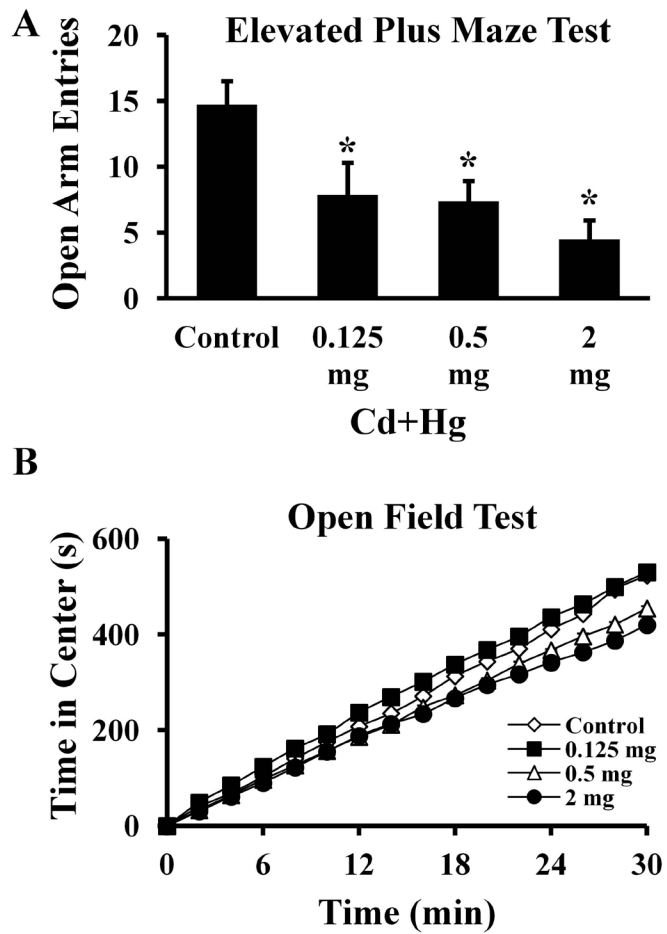 A
Elevated Plus Maze Test
Open Arm Entries
20
15
10
5
0
* * *
Control 0.125 mg 0.5 mg 2 mg
Cd+Hg
B
Open Field Test
Time in Center (s)
600
400
200
0
Control
0.125 mg
0.5 mg
2 mg
0 6 12 18 24 30
Time (min)